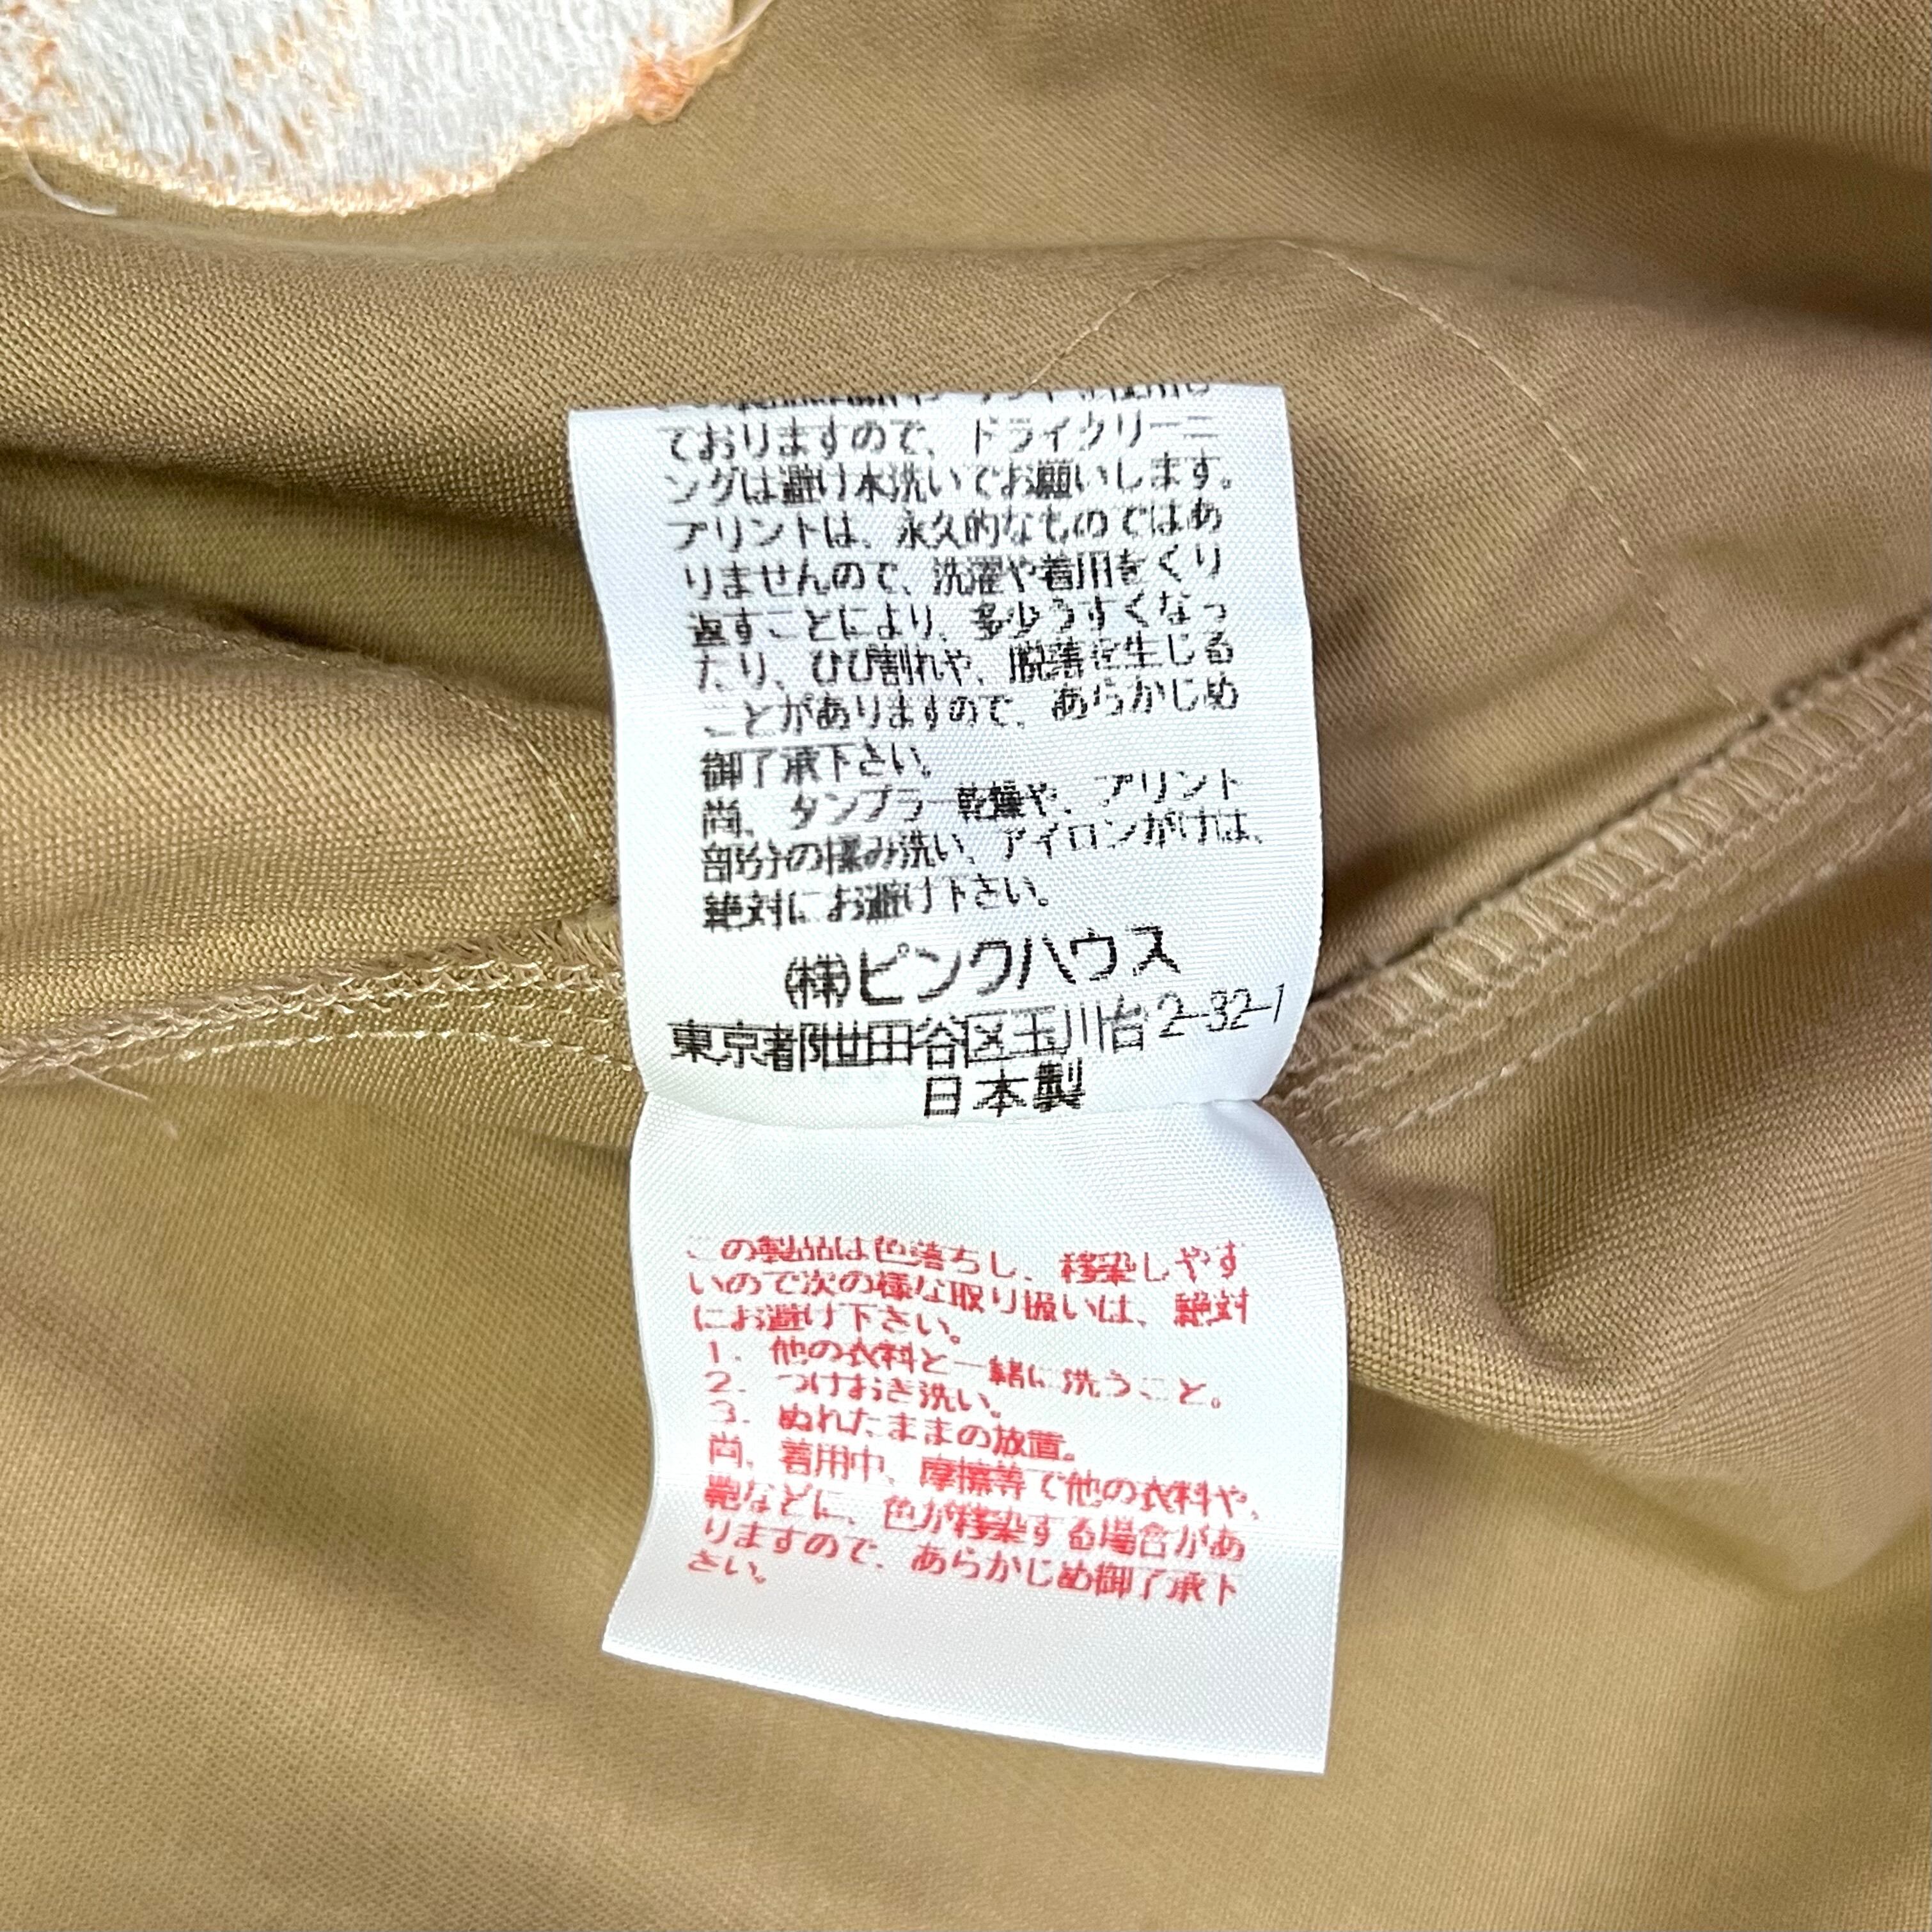 ておりますので、ドライクリーニ
ングは避け水洗いでお願いします。
プリントは、永久的なものではあ
りませんので、洗濯や着用をくり
返すことにより、多少うすくなっ
たり、ひび割れや、脱落を生じる
ことがありますので、あらかじめ
御了承下さい。
尚、タンブラー乾燥や、プリント
部分の揉み洗い、アイロンがけは、
絶対にお避け下さい。
(株)ピンクハウス
東京都世田谷区玉川台2-32-1
日本製
この製品は色落ちし、移染しやす
いので次の様な取り扱いは、絶対
にお避け下さい。
1. 他の衣料と一緒に洗うこと。
2. つけおき洗い。
3. ぬれたままの放置。
尚、着用中、摩擦等で他の衣料や、
鞄などに、色が移染する場合があ
りますので、あらかじめ御了承下
さい。